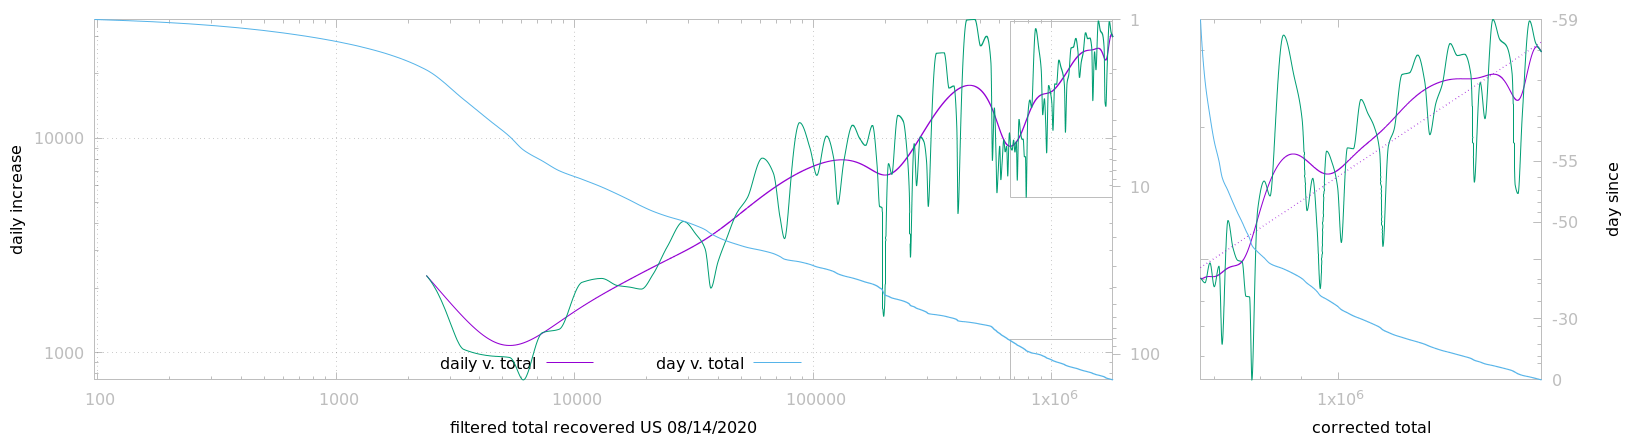 daily increase
10000
1000
daily v. total
day v. total
100
1000
10000
100000
1x10⁶
filtered total recovered US 08/14/2020
1
10
100
1x10⁶
corrected total
-59
-55
-50
-30
0
day since